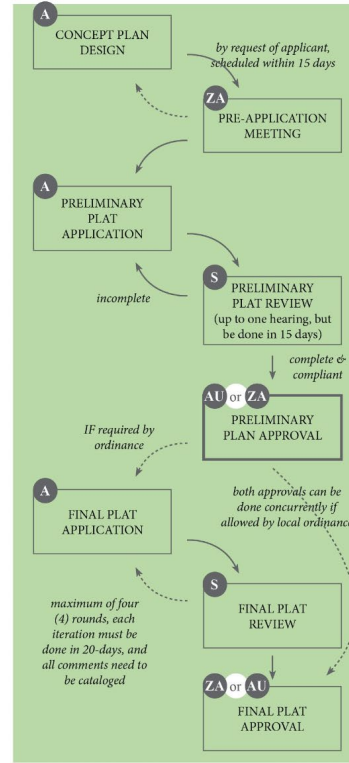 A
CONCEPT PLAN
DESIGN
by request of applicant,
scheduled within 15 days
ZA
PRE-APPLICATION
MEETING
A
PRELIMINARY
PLAT
APPLICATION
S
PRELIMINARY
PLAT REVIEW
(up to one hearing, but
be done in 15 days)
incomplete
complete &
compliant
AU or ZA
PRELIMINARY
PLAN APPROVAL
IF required by
ordinance
A
FINAL PLAT
APPLICATION
both approvals can be
done concurrently if
allowed by local ordinance
S
FINAL PLAT
REVIEW
maximum of four
(4) rounds, each
iteration must be
done in 20-days, and
all comments need to
be cataloged
ZA or AU
FINAL PLAT
APPROVAL